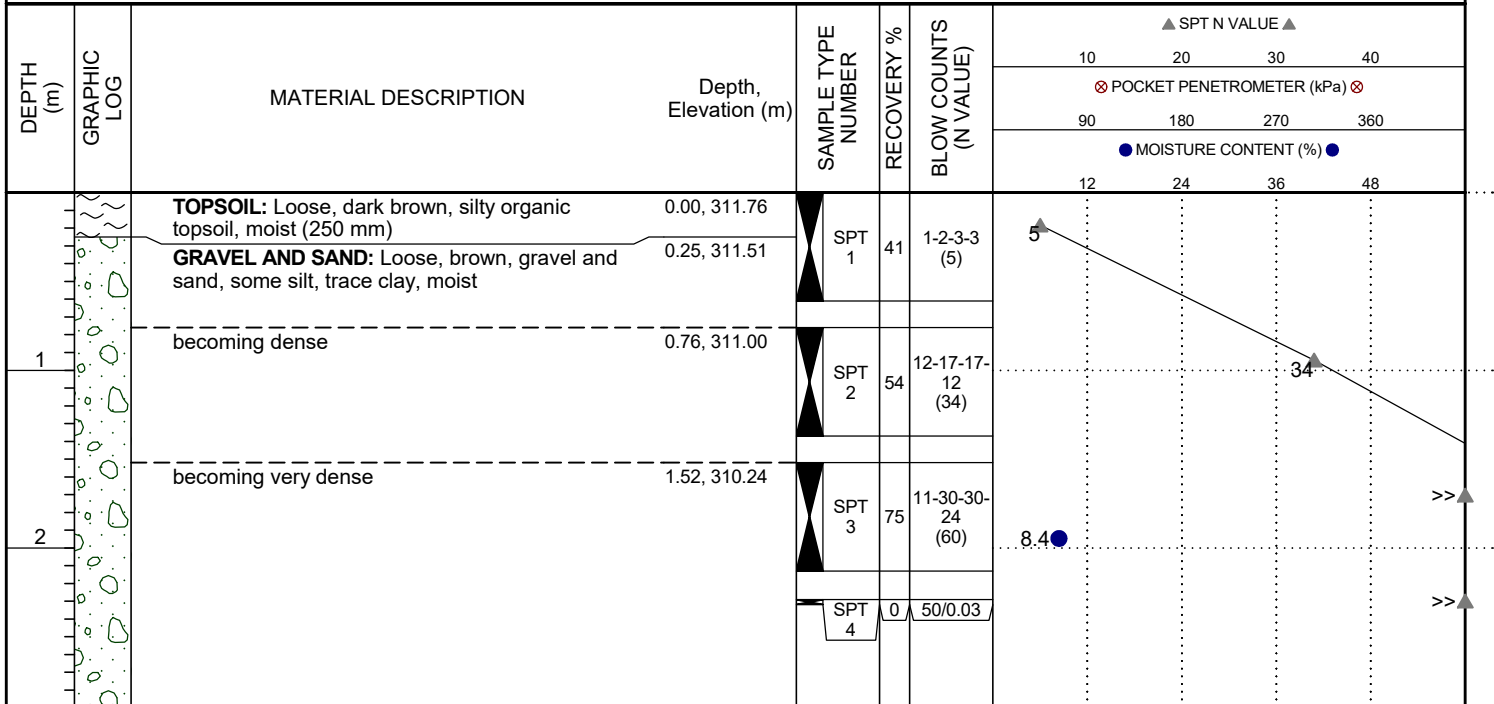 DEPTH
(m)
GRAPHIC
LOG
MATERIAL DESCRIPTION
Depth,
Elevation (m)
SAMPLE TYPE
NUMBER
RECOVERY %
BLOW COUNTS
(N VALUE)
SPT N VALUE
10 20 30 40
POCKET PENETROMETER (kPa)
90 180 270 360
MOISTURE CONTENT (%)
12 24 36 48
TOPSOIL: Loose, dark brown, silty organic
topsoil, moist (250 mm)
0.00, 311.76
GRAVEL AND SAND: Loose, brown, gravel and
sand, some silt, trace clay, moist
0.25, 311.51
SPT
1
41
1-2-3-3
(5)
5
becoming dense
0.76, 311.00
1
SPT
2
54
12-17-17-
12
(34)
34
becoming very dense
1.52, 310.24
SPT
3
75
11-30-30-
24
(60)
>>
2
8.4
SPT
4
0
50/0.03
>>